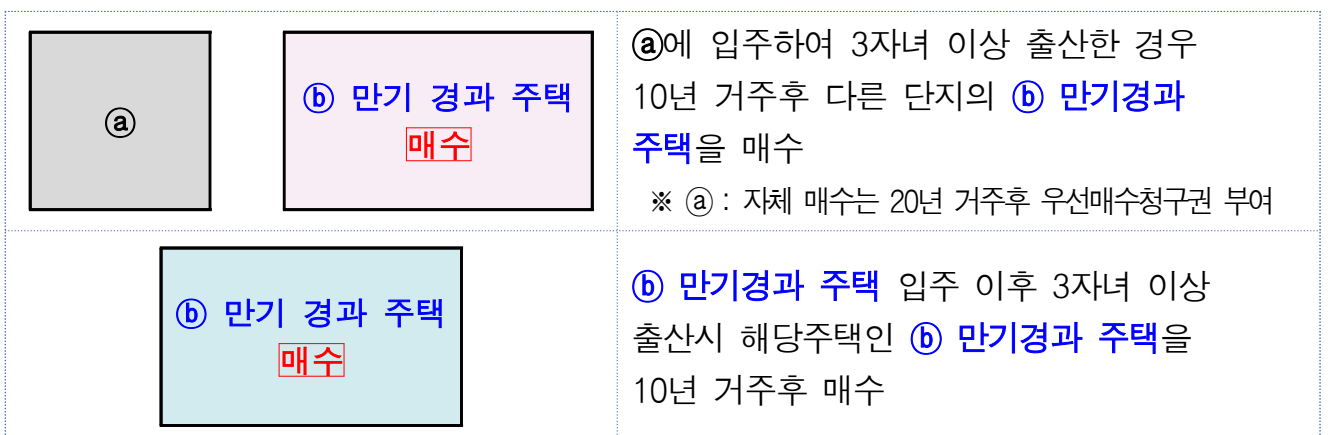 ⓐ
ⓑ 만기 경과 주택
매수
ⓐ에 입주하여 3자녀 이상 출산한 경우
10년 거주후 다른 단지의 ⓑ 만기경과
주택을 매수
※ ⓐ : 자체 매수는 20년 거주후 우선매수청구권 부여
ⓑ 만기 경과 주택
매수
ⓑ 만기경과 주택 입주 이후 3자녀 이상
출산시 해당주택인 ⓑ 만기경과 주택을
10년 거주후 매수